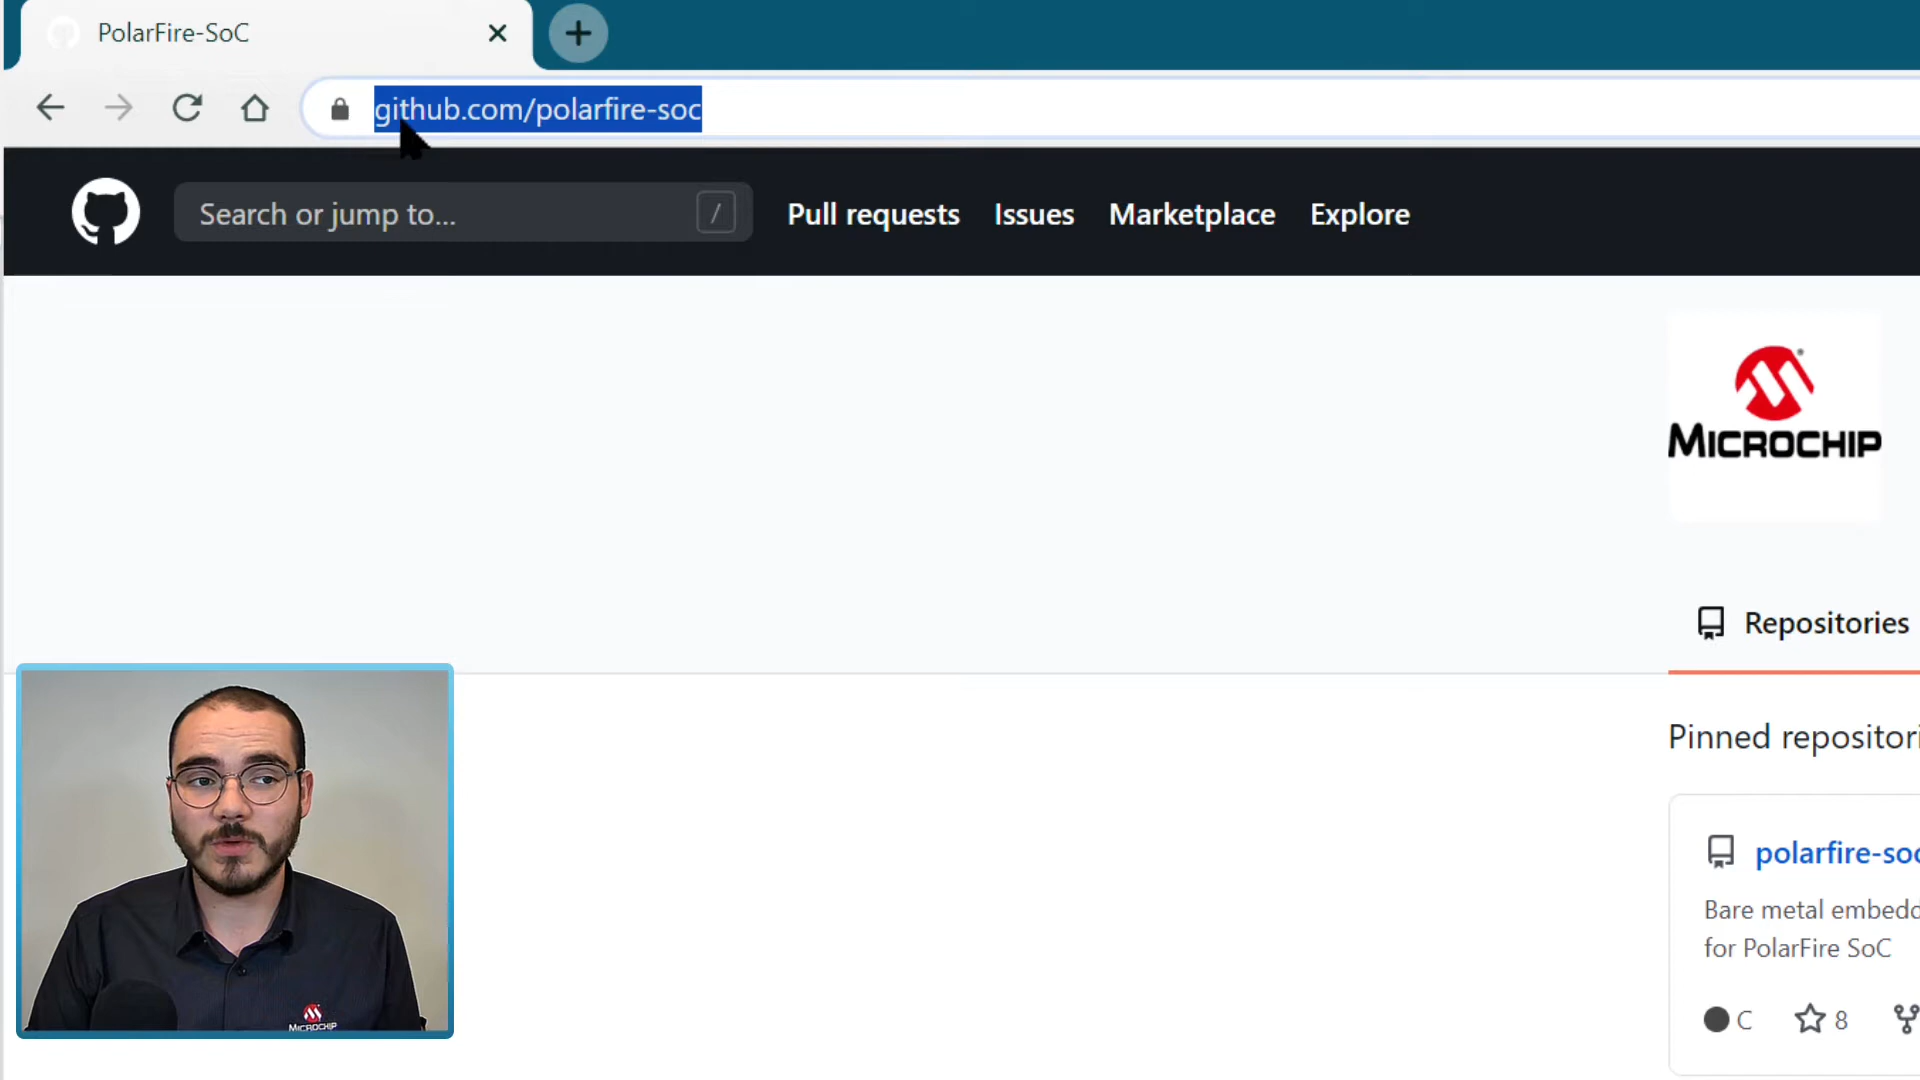 PolarFire-SoC
github.com/polarfire-soc
Search or jump to...
/
Pull requests
Issues
Marketplace
Explore
MICROCHIP
Repositories
Pinned repositori
polarfire-soc
Bare metal embedd
for PolarFire SoC
C
8
MICROCHIP